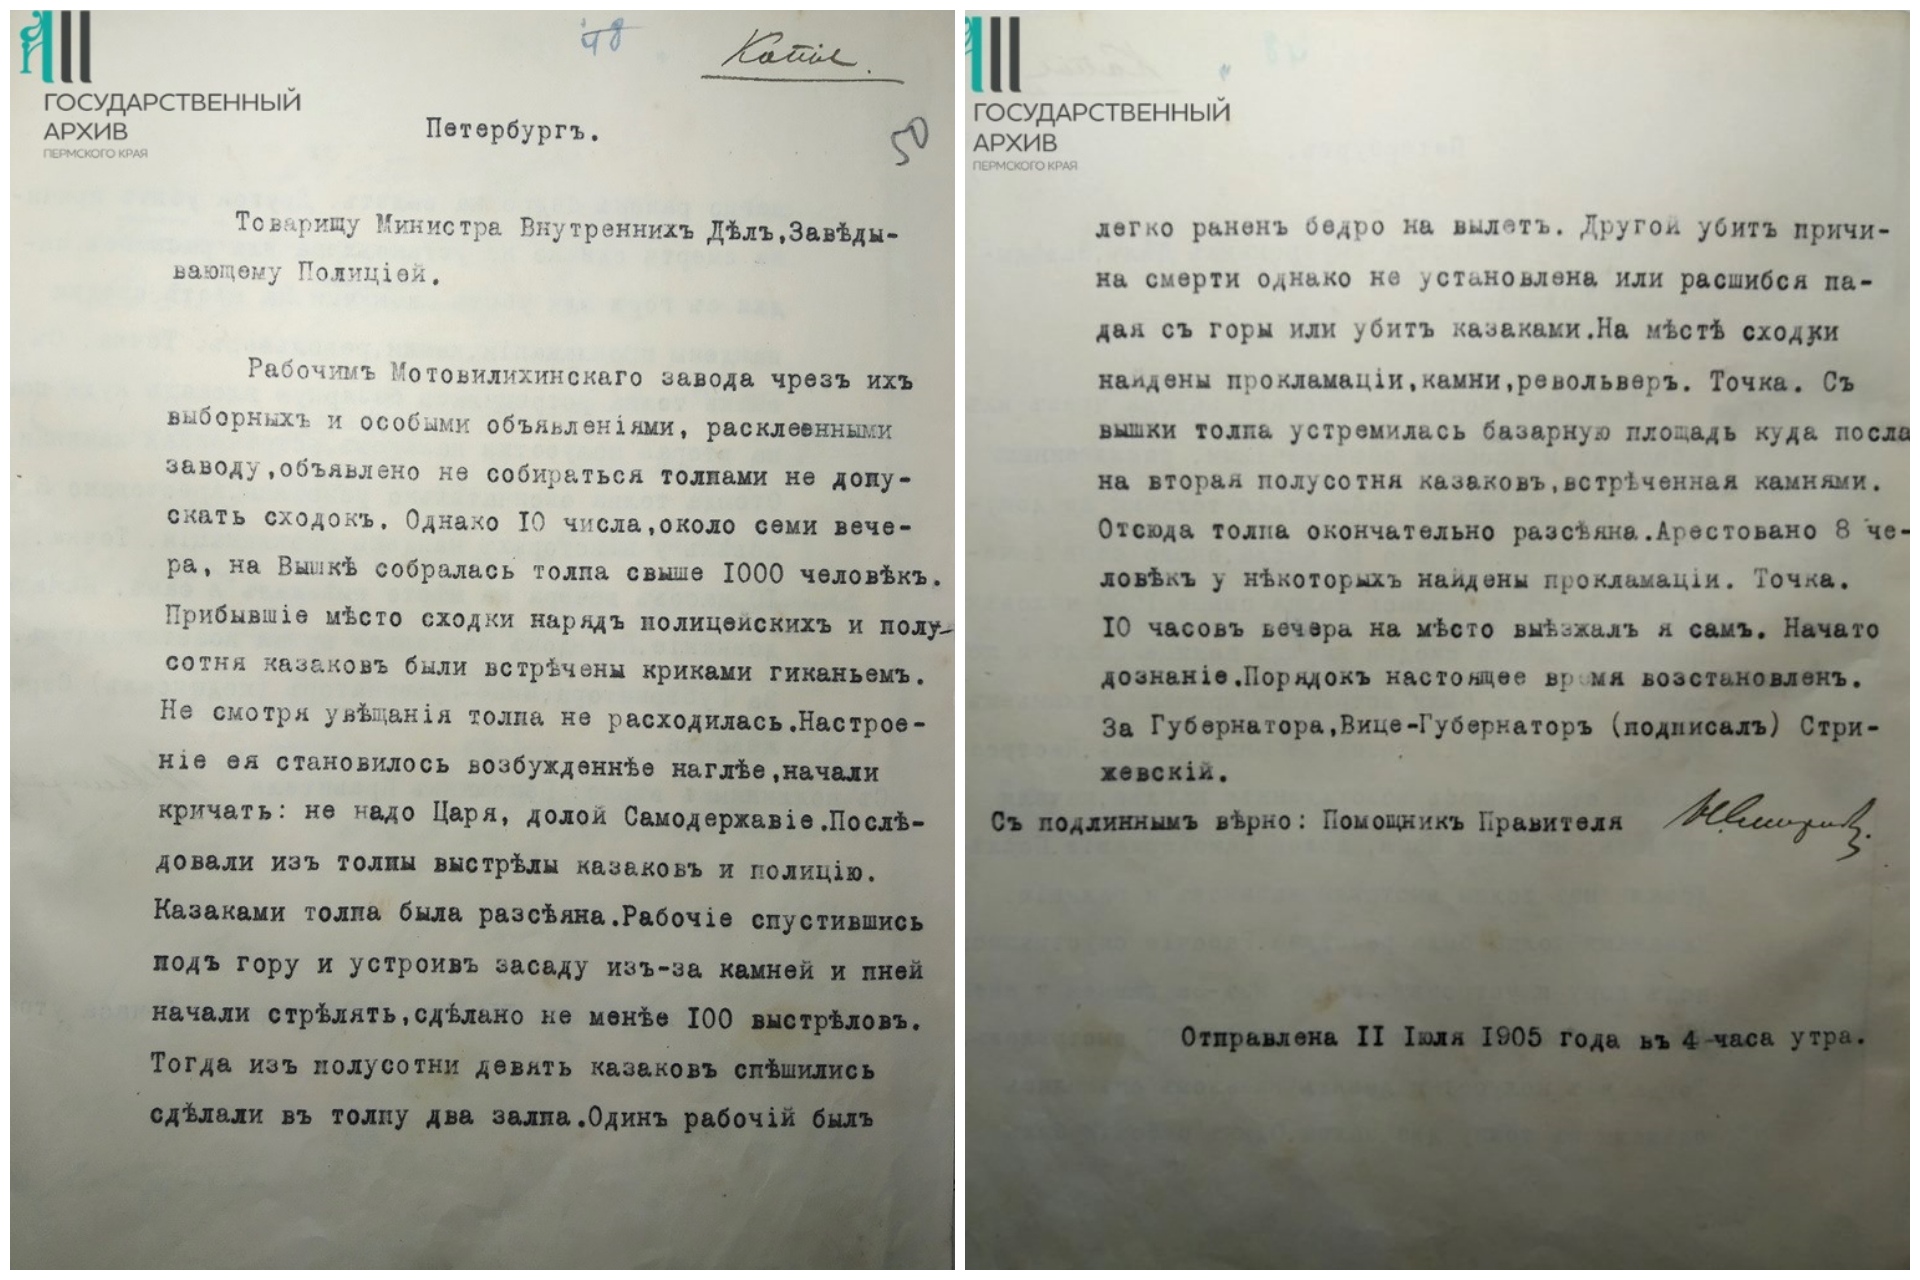 48
Копія.
ГОСУДАРСТВЕННЫЙ
АРХИВ
ПЕРМСКОГО КРАЯ
Петербургъ.
50
Товарищу Министра Внутреннихъ Дѣлъ,Завѣды-
вающему Полиціей.
Рабочимъ Мотовилихинскаго завода чрезъ ихъ
выборныхъ и особыми объявленіями, расклеенными
заводу,объявлено не собираться толпами не допу-
скать сходокъ. Однако IO числа,около семи вече-
ра, на Вышкѣ собралась толпа свыше I000 человѣкъ.
Прибывшіе мѣсто сходки нарядъ полицейскихъ и полу-
сотня казаковъ были встрѣчены криками гиканьемъ.
Не смотря увѣщанія толпа не расходилась.Настрое-
ніе ея становилось возбужденнѣе наглѣе,начали
кричать: не надо Царя, долой Самодержавіе.Послѣ-
довали изъ толпы выстрѣлы казаковъ и полицію.
Казаками толпа была разсѣяна.Рабочіе спустившись
подъ гору и устроивъ засаду изъ-за камней и пней
начали стрѣлять,сдѣлано не менѣе I00 выстрѣловъ.
Тогда изъ полусотни девять казаковъ спѣшились
сдѣлали въ толпу два залпа.Одинъ рабочій былъ
ГОСУДАРСТВЕННЫЙ
АРХИВ
ПЕРМСКОГО КРАЯ
легко раненъ бедро на вылетъ. Другой убитъ причи-
на смерти однако не установлена или расшибся па-
дая съ горы или убитъ казаками.На мѣстѣ сходки
найдены прокламаціи,камни,револьверъ. Точка. Съ
вышки толпа устремилась базарную площадь куда посла
на вторая полусотня казаковъ,встрѣченная камнями.
Отсюда толпа окончательно разсѣяна.Арестовано 8 че-
ловѣкъ у нѣкоторыхъ найдены прокламаціи. Точка.
IO часовъ вечера на мѣсто выѣзжалъ я самъ. Начато
дознаніе.Порядокъ настоящее время возстановленъ.
За Губернатора,Вице-Губернаторъ (подписалъ) Стри-
жевскій.
Съ подлиннымъ вѣрно: Помощникъ Правителя
Отправлена II Іюля I905 года въ 4 часа утра.